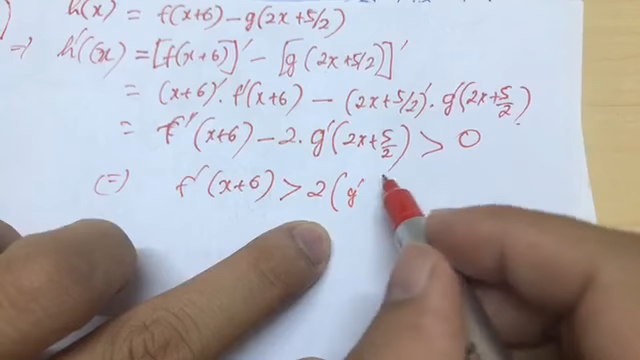 h(x) = f(x+6) - g(2x+5/2)
=) h'(x) = [f(x+6)]' - [g(2x+5/2)]'
= (x+6)'. f'(x+6) - (2x+5/2)'. g'(2x+5/2)
= f'(x+6) - 2. g'(2x+5/2) > 0
(=) f'(x+6) > 2(g'